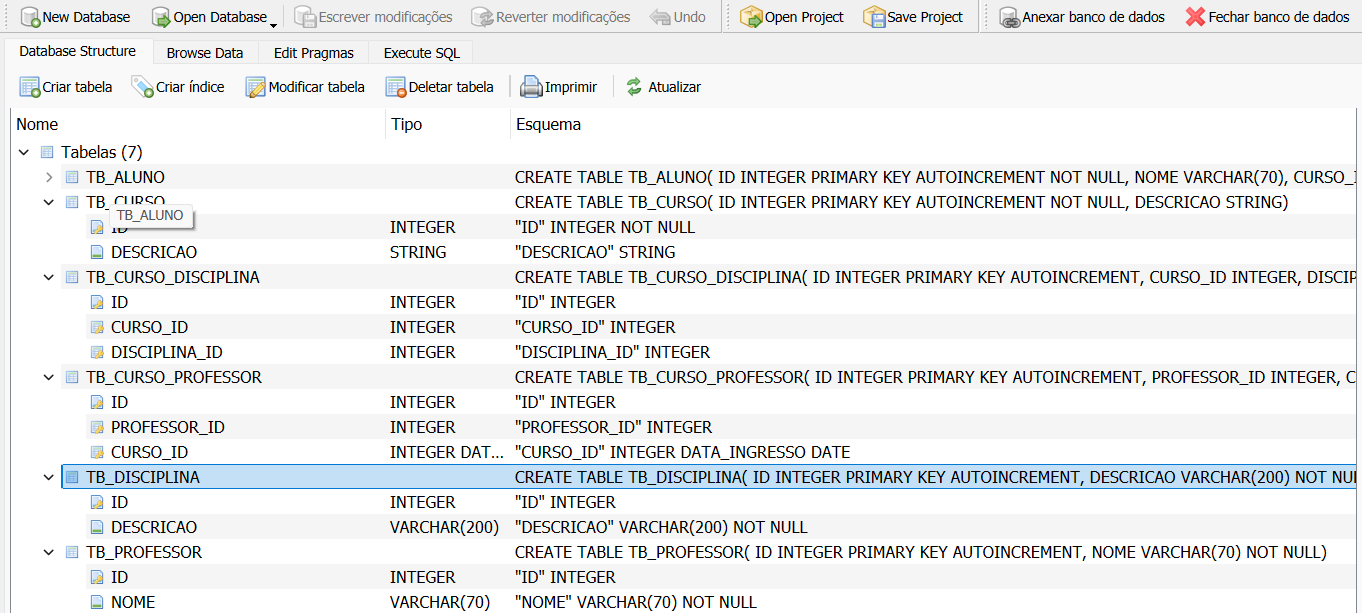 New Database Open Database Escrever modificações Reverter modificações Undo Open Project Save Project Anexar banco de dados Fechar banco de dados
Database Structure Browse Data Edit Pragmas Execute SQL
Criar tabela Criar índice Modificar tabela Deletar tabela Imprimir Atualizar
Nome Tipo Esquema
Tabelas (7)
TB_ALUNO CREATE TABLE TB_ALUNO( ID INTEGER PRIMARY KEY AUTOINCREMENT NOT NULL, NOME VARCHAR(70), CURSO_I
TB_CURSO CREATE TABLE TB_CURSO( ID INTEGER PRIMARY KEY AUTOINCREMENT NOT NULL, DESCRICAO STRING)
TB_ALUNO
ID INTEGER "ID" INTEGER NOT NULL
DESCRICAO STRING "DESCRICAO" STRING
TB_CURSO_DISCIPLINA CREATE TABLE TB_CURSO_DISCIPLINA( ID INTEGER PRIMARY KEY AUTOINCREMENT, CURSO_ID INTEGER, DISCIP
ID INTEGER "ID" INTEGER
CURSO_ID INTEGER "CURSO_ID" INTEGER
DISCIPLINA_ID INTEGER "DISCIPLINA_ID" INTEGER
TB_CURSO_PROFESSOR CREATE TABLE TB_CURSO_PROFESSOR( ID INTEGER PRIMARY KEY AUTOINCREMENT, PROFESSOR_ID INTEGER, C
ID INTEGER "ID" INTEGER
PROFESSOR_ID INTEGER "PROFESSOR_ID" INTEGER
CURSO_ID INTEGER DAT... "CURSO_ID" INTEGER DATA_INGRESSO DATE
TB_DISCIPLINA CREATE TABLE TB_DISCIPLINA( ID INTEGER PRIMARY KEY AUTOINCREMENT, DESCRICAO VARCHAR(200) NOT NUL
ID INTEGER "ID" INTEGER
DESCRICAO VARCHAR(200) "DESCRICAO" VARCHAR(200) NOT NULL
TB_PROFESSOR CREATE TABLE TB_PROFESSOR( ID INTEGER PRIMARY KEY AUTOINCREMENT, NOME VARCHAR(70) NOT NULL)
ID INTEGER "ID" INTEGER
NOME VARCHAR(70) "NOME" VARCHAR(70) NOT NULL